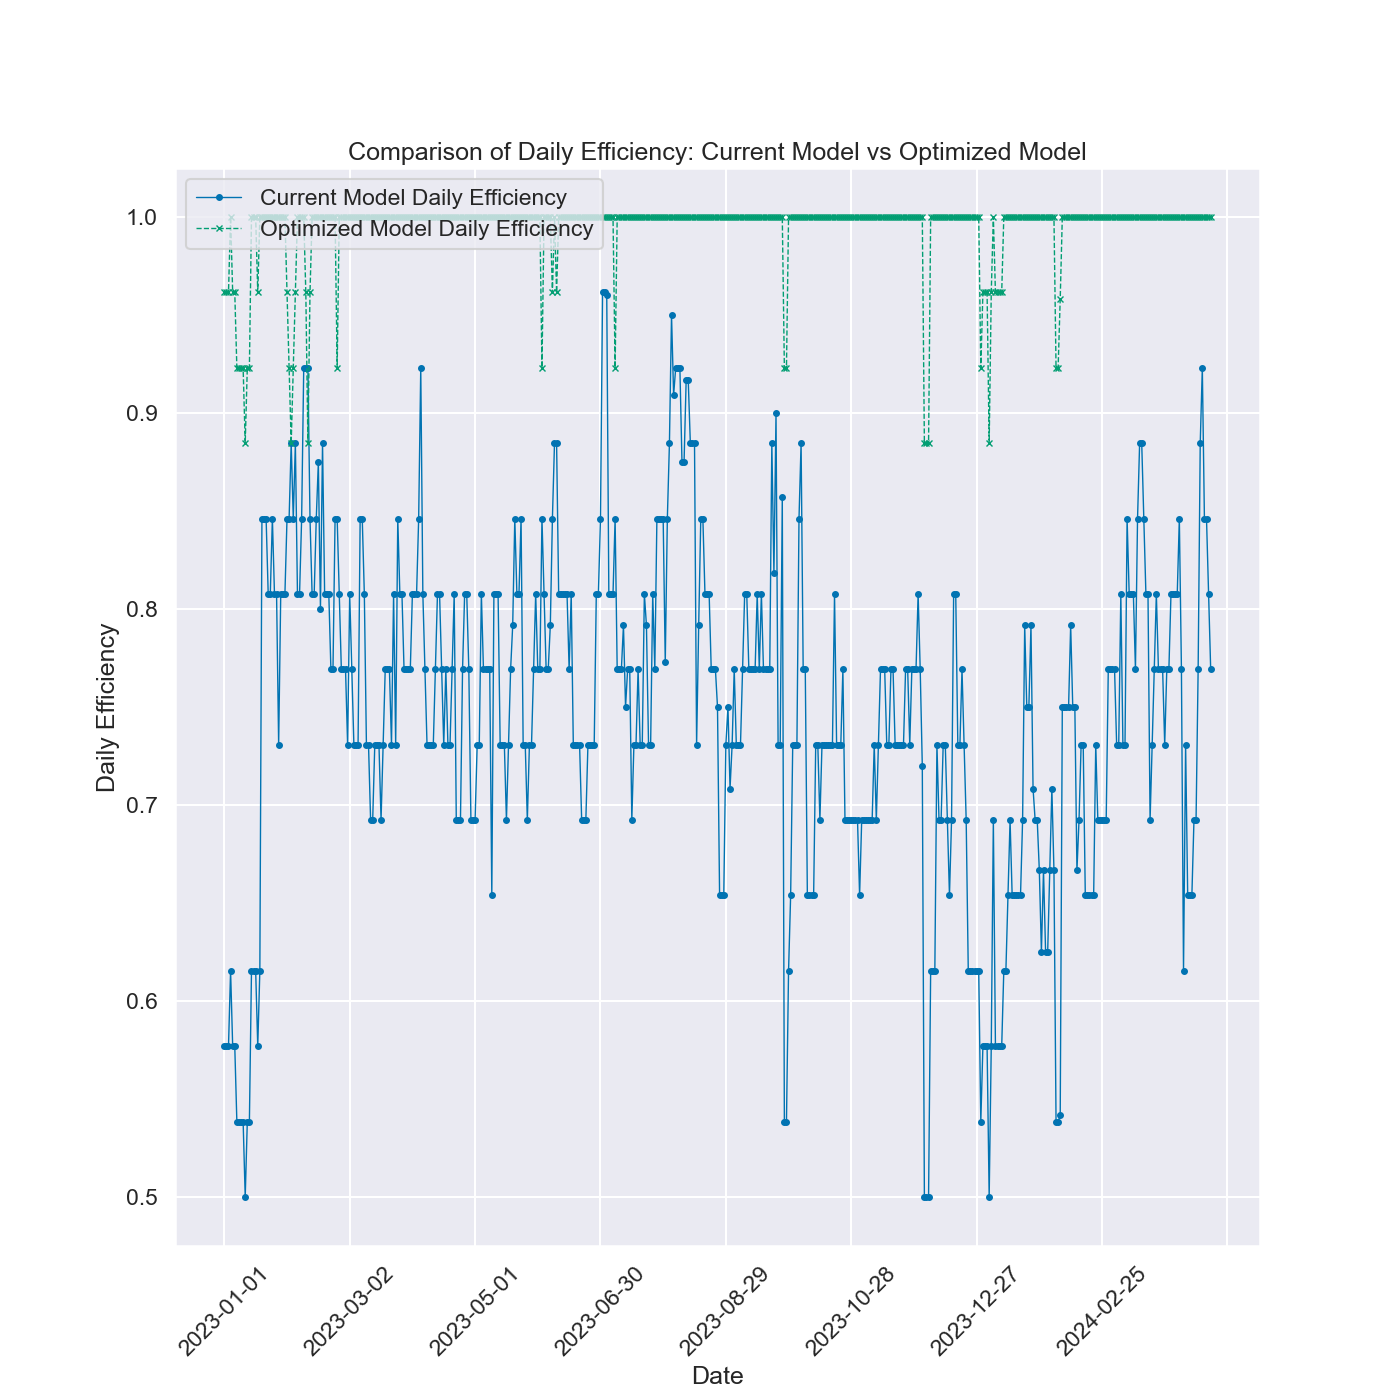 Comparison of Daily Efficiency: Current Model vs Optimized Model
Current Model Daily Efficiency
Optimized Model Daily Efficiency
Daily Efficiency
1.0
0.9
0.8
0.7
0.6
0.5
2023-01-01
2023-03-02
2023-05-01
2023-06-30
2023-08-29
2023-10-28
2023-12-27
2024-02-25
Date